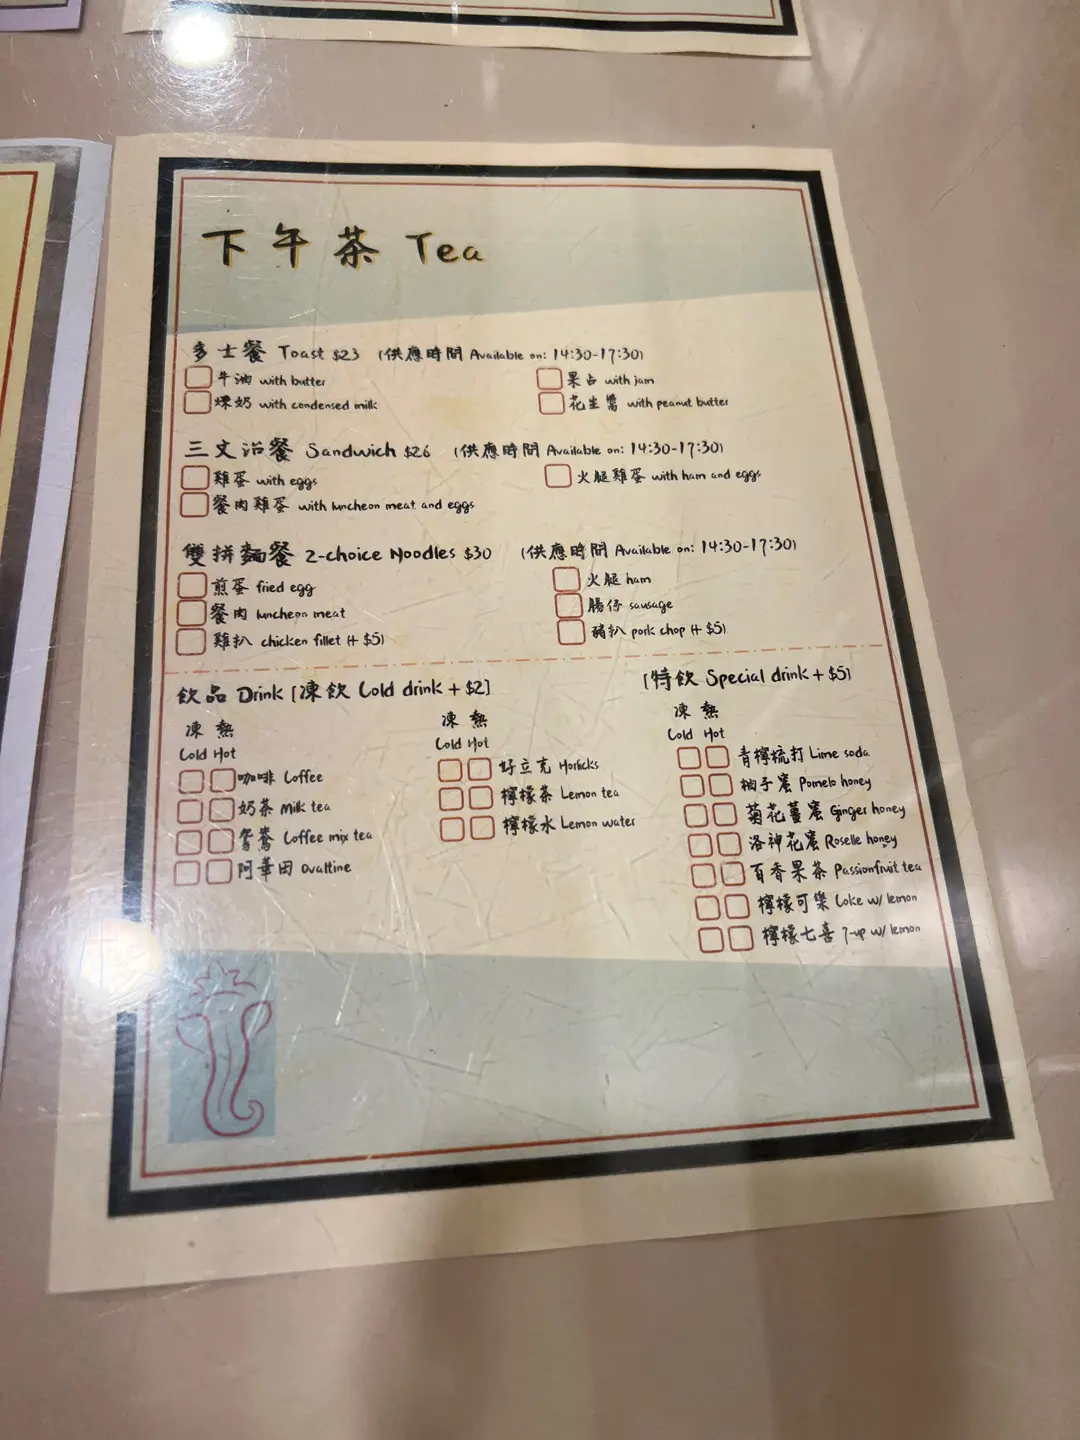 下午茶 Tea
多士餐 Toast $23 (供應時間 Available on: 14:30-17:30)
牛油 with butter
果占 with jam
煉奶 with condensed milk
花生醬 with peanut butter
三文治餐 Sandwich $26 (供應時間 Available on: 14:30-17:30)
雞蛋 with eggs
火腿雞蛋 with ham and eggs
餐肉雞蛋 with luncheon meat and eggs
雙拼麵餐 2-choice Noodles $30 (供應時間 Available on: 14:30-17:30)
煎蛋 fried egg
火腿 ham
餐肉 luncheon meat
腸仔 sausage
雞扒 chicken fillet (+ $5)
豬扒 pork chop (+ $5)
飲品 Drink [凍飲 Cold drink + $2]
凍 熱
Cold Hot
咖啡 Coffee
奶茶 Milk tea
鴛鴦 Coffee mix tea
阿華田 Ovaltine
凍 熱
Cold Hot
好立克 Horlicks
檸檬茶 Lemon tea
檸檬水 Lemon water
[特飲 Special drink + $5]
凍 熱
Cold Hot
青檸梳打 Lime soda
柚子蜜 Pomelo honey
菊花薑蜜 Ginger honey
洛神花蜜 Roselle honey
百香果茶 Passionfruit tea
檸檬可樂 Coke w/ lemon
檸檬七喜 7-up w/ lemon